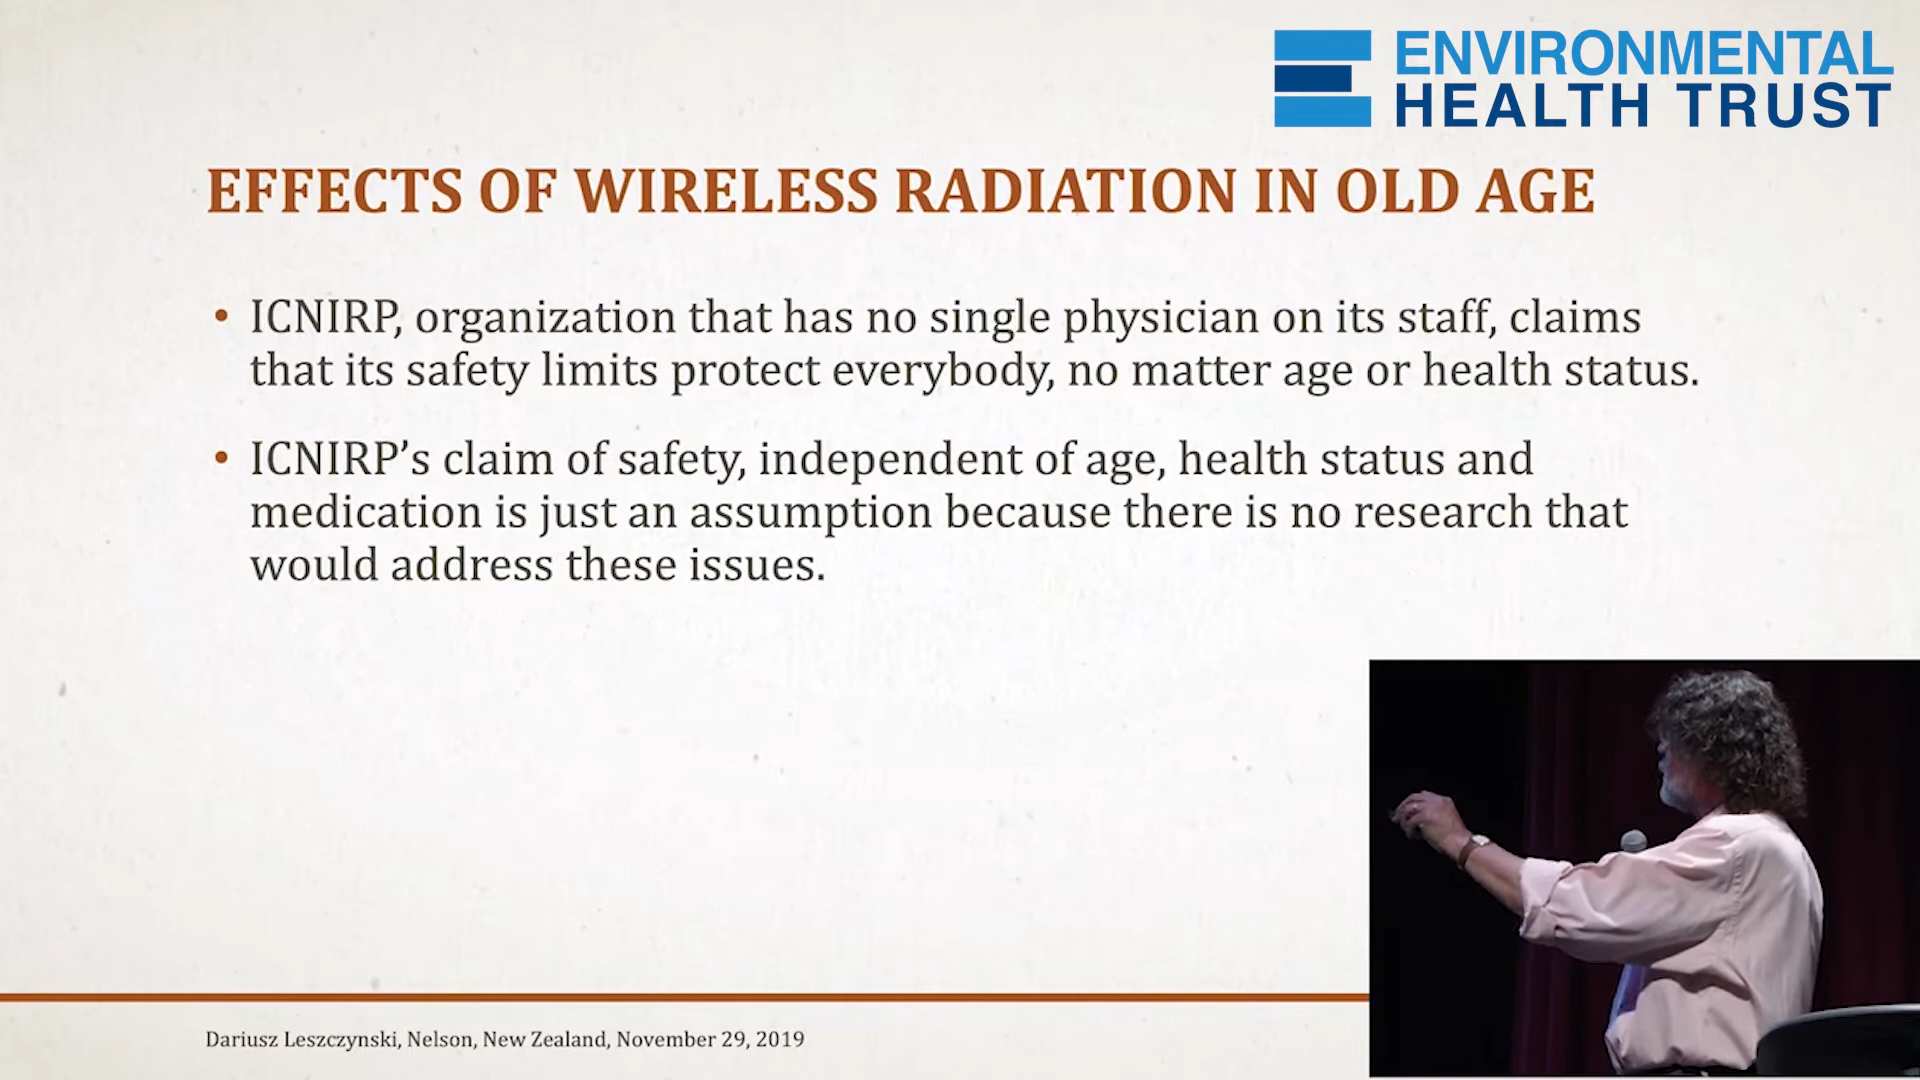 ENVIRONMENTAL
HEALTH TRUST
EFFECTS OF WIRELESS RADIATION IN OLD AGE
• ICNIRP, organization that has no single physician on its staff, claims
that its safety limits protect everybody, no matter age or health status.
• ICNIRP’s claim of safety, independent of age, health status and
medication is just an assumption because there is no research that
would address these issues.
Dariusz Leszczynski, Nelson, New Zealand, November 29, 2019